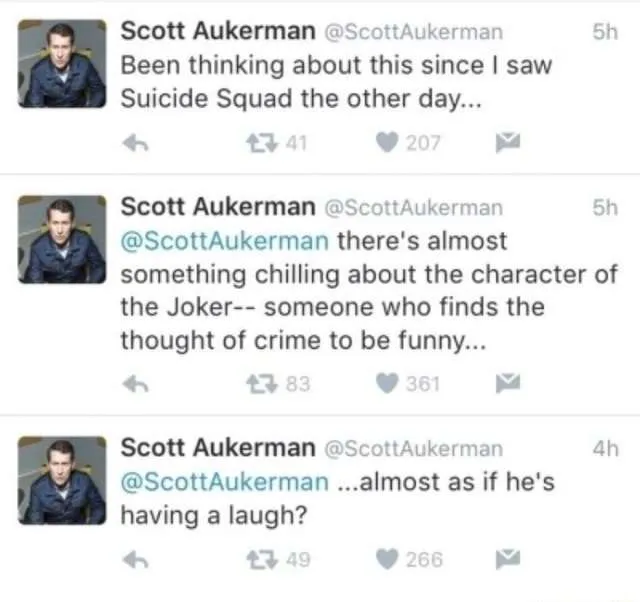 Scott Aukerman @ScottAukerman 5h
Been thinking about this since I saw
Suicide Squad the other day...
41 207
Scott Aukerman @ScottAukerman 5h
@ScottAukerman there's almost
something chilling about the character of
the Joker-- someone who finds the
thought of crime to be funny...
83 361
Scott Aukerman @ScottAukerman 4h
@ScottAukerman ...almost as if he's
having a laugh?
49 266